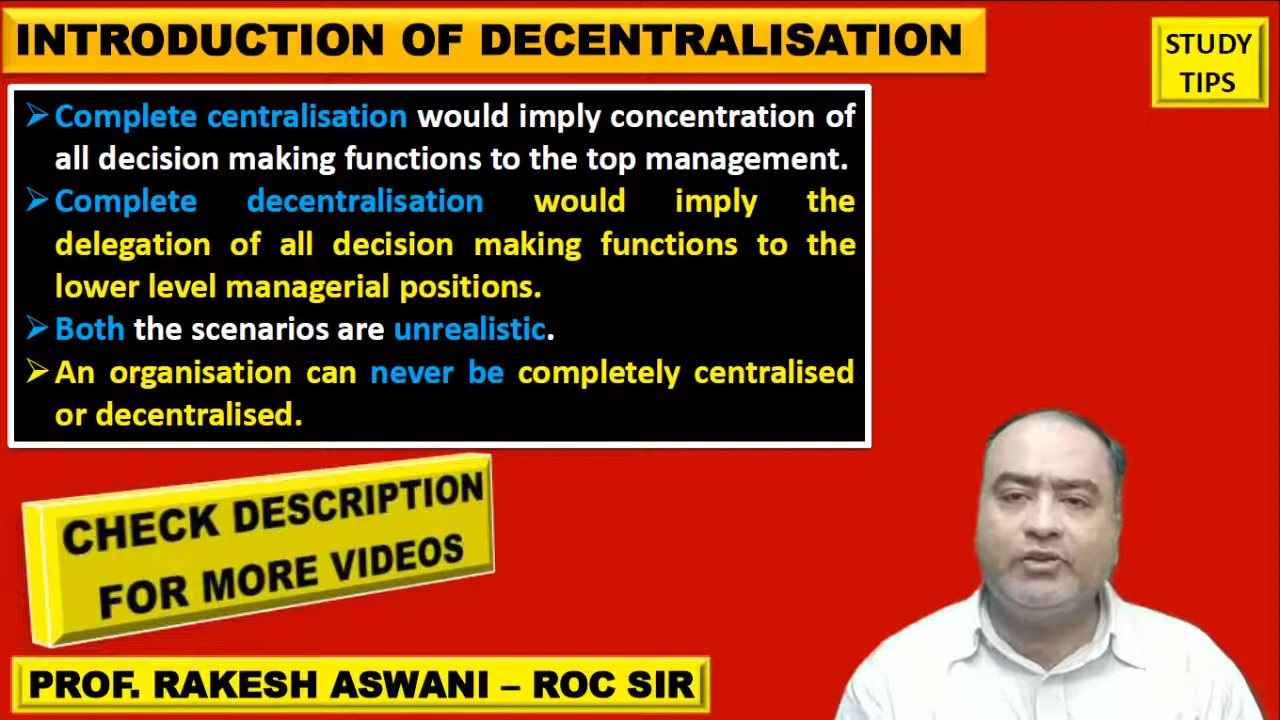 INTRODUCTION OF DECENTRALISATION
STUDY
TIPS
➢ Complete centralisation would imply concentration of
all decision making functions to the top management.
➢ Complete decentralisation would imply the
delegation of all decision making functions to the
lower level managerial positions.
➢ Both the scenarios are unrealistic.
➢ An organisation can never be completely centralised
or decentralised.
CHECK DESCRIPTION
FOR MORE VIDEOS
PROF. RAKESH ASWANI – ROC SIR